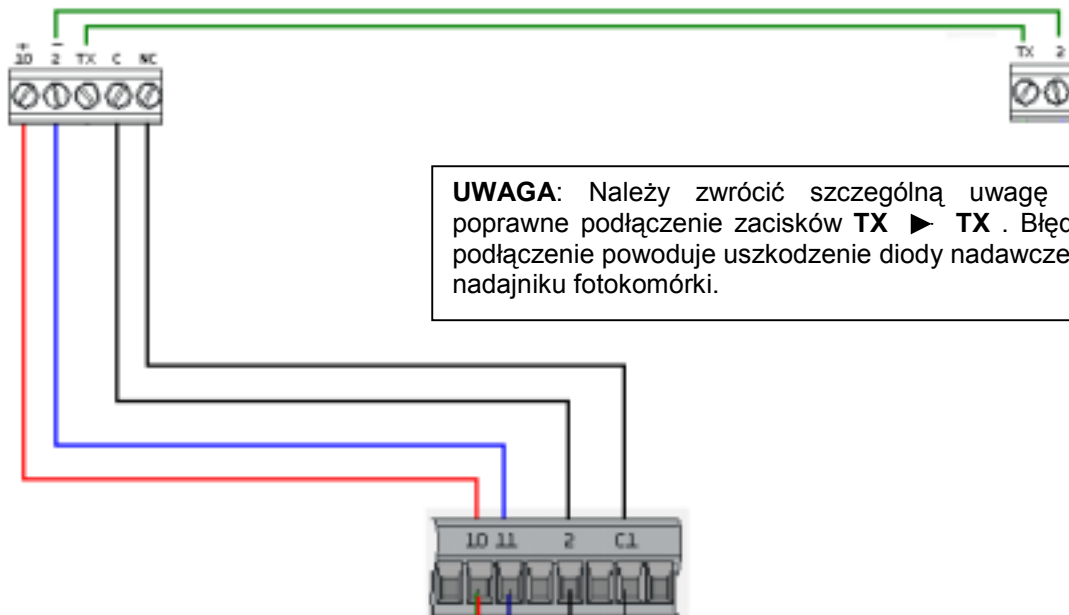 + −
10 2 TX C NC
TX 2
UWAGA: Należy zwrócić szczególną uwagę
poprawne podłączenie zacisków TX ► TX . Błęd
podłączenie powoduje uszkodzenie diody nadawcze
nadajniku fotokomórki.
10 11 2 C1